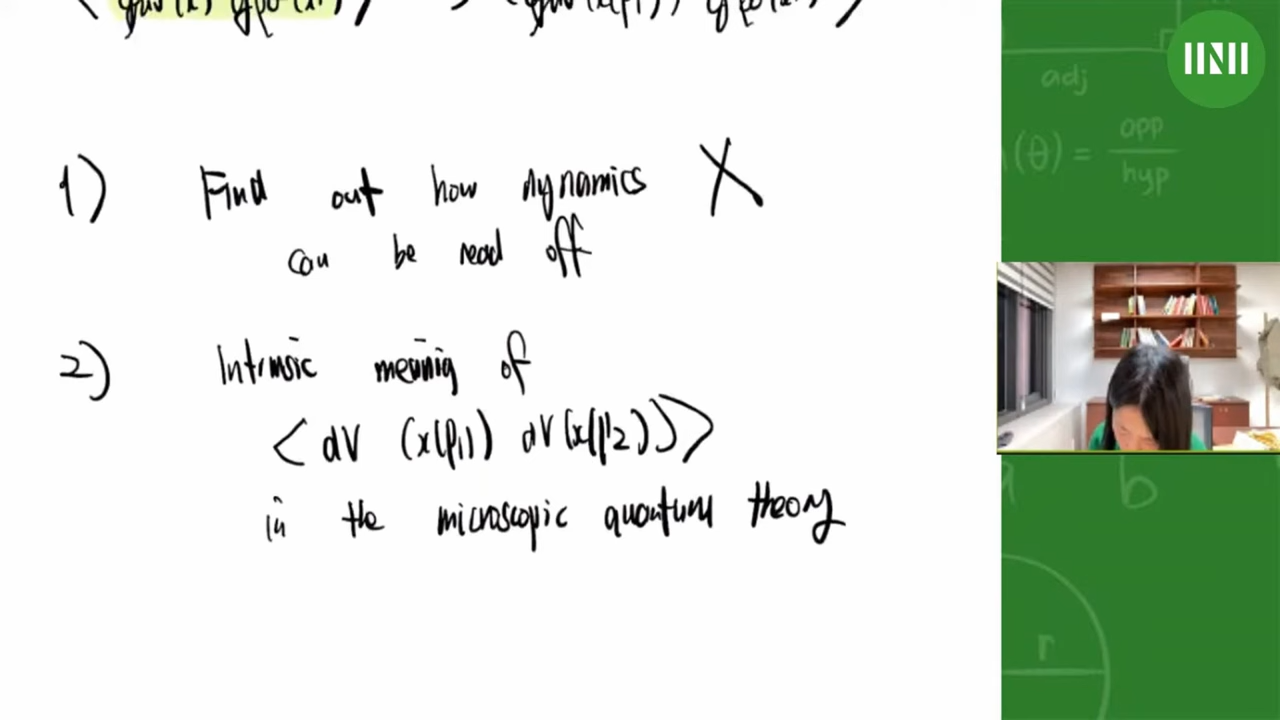 1) Find out how dynamics X
can be read off
2) Intrinsic meaning of
< dV (x(p1) dV(x(p2))>
in the microscopic quantum theory
adj
(θ) = opp/hyp
b
r